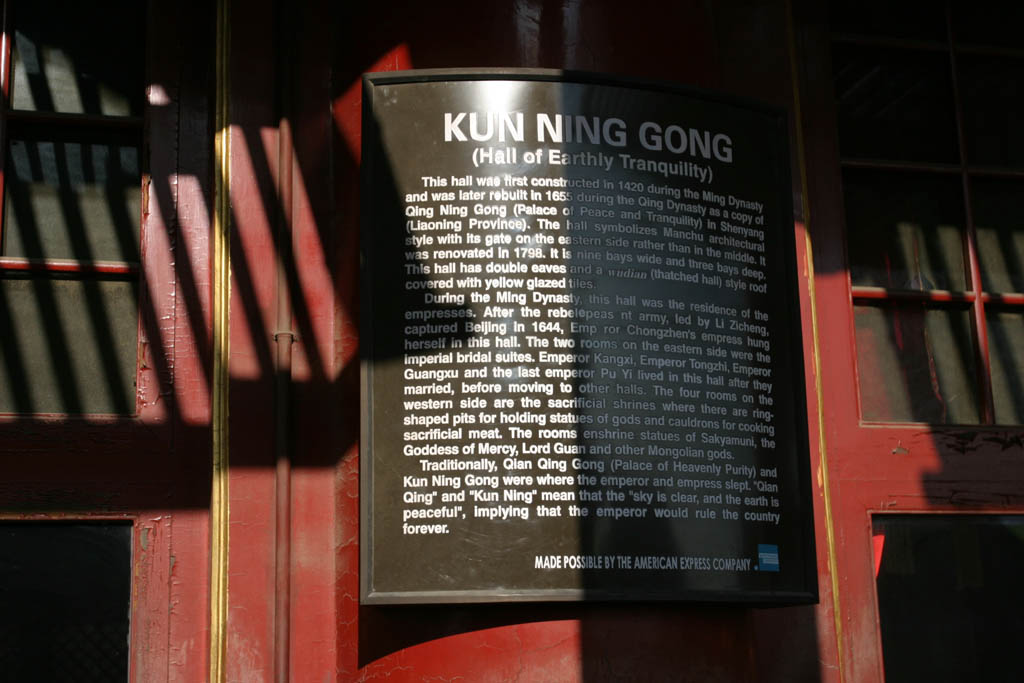 KUN NING GONG
(Hall of Earthly Tranquility)
This hall was first constructed in 1420 during the Ming Dynasty
and was later rebuilt in 1655 during the Qing Dynasty as a copy of
Qing Ning Gong (Palace of Peace and Tranquility) in Shenyang
(Liaoning Province). The hall symbolizes Manchu architectural
style with its gate on the eastern side rather than in the middle. It
was renovated in 1798. It is nine bays wide and three bays deep.
This hall has double eaves and a wudian (thatched hall) style roof
covered with yellow glazed tiles.
During the Ming Dynasty, this hall was the residence of the
empresses. After the rebelepeas nt army, led by Li Zicheng,
captured Beijing in 1644, Emp ror Chongzhen's empress hung
herself in this hall. The two rooms on the eastern side were the
imperial bridal suites. Emperor Kangxi, Emperor Tongzhi, Emperor
Guangxu and the last emperor Pu Yi lived in this hall after they
married, before moving to other halls. The four rooms on the
western side are the sacrificial shrines where there are ring-
shaped pits for holding statues of gods and cauldrons for cooking
sacrificial meat. The rooms enshrine statues of Sakyamuni, the
Goddess of Mercy, Lord Guan and other Mongolian gods.
Traditionally, Qian Qing Gong (Palace of Heavenly Purity) and
Kun Ning Gong were where the emperor and empress slept. "Qian
Qing" and "Kun Ning" mean that the "sky is clear, and the earth is
peaceful", implying that the emperor would rule the country
forever.
MADE POSSIBLE BY THE AMERICAN EXPRESS COMPANY .